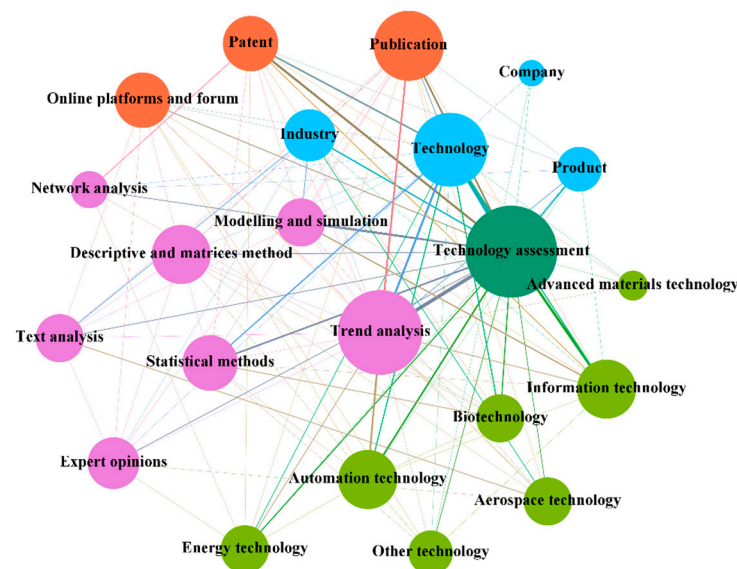 Patent
Publication
Company
Online platforms and forum
Industry
Technology
Product
Network analysis
Modelling and simulation
Descriptive and matrices method
Technology assessment
Advanced materials technology
Text analysis
Trend analysis
Statistical methods
Information technology
Biotechnology
Expert opinions
Automation technology
Aerospace technology
Energy technology
Other technology